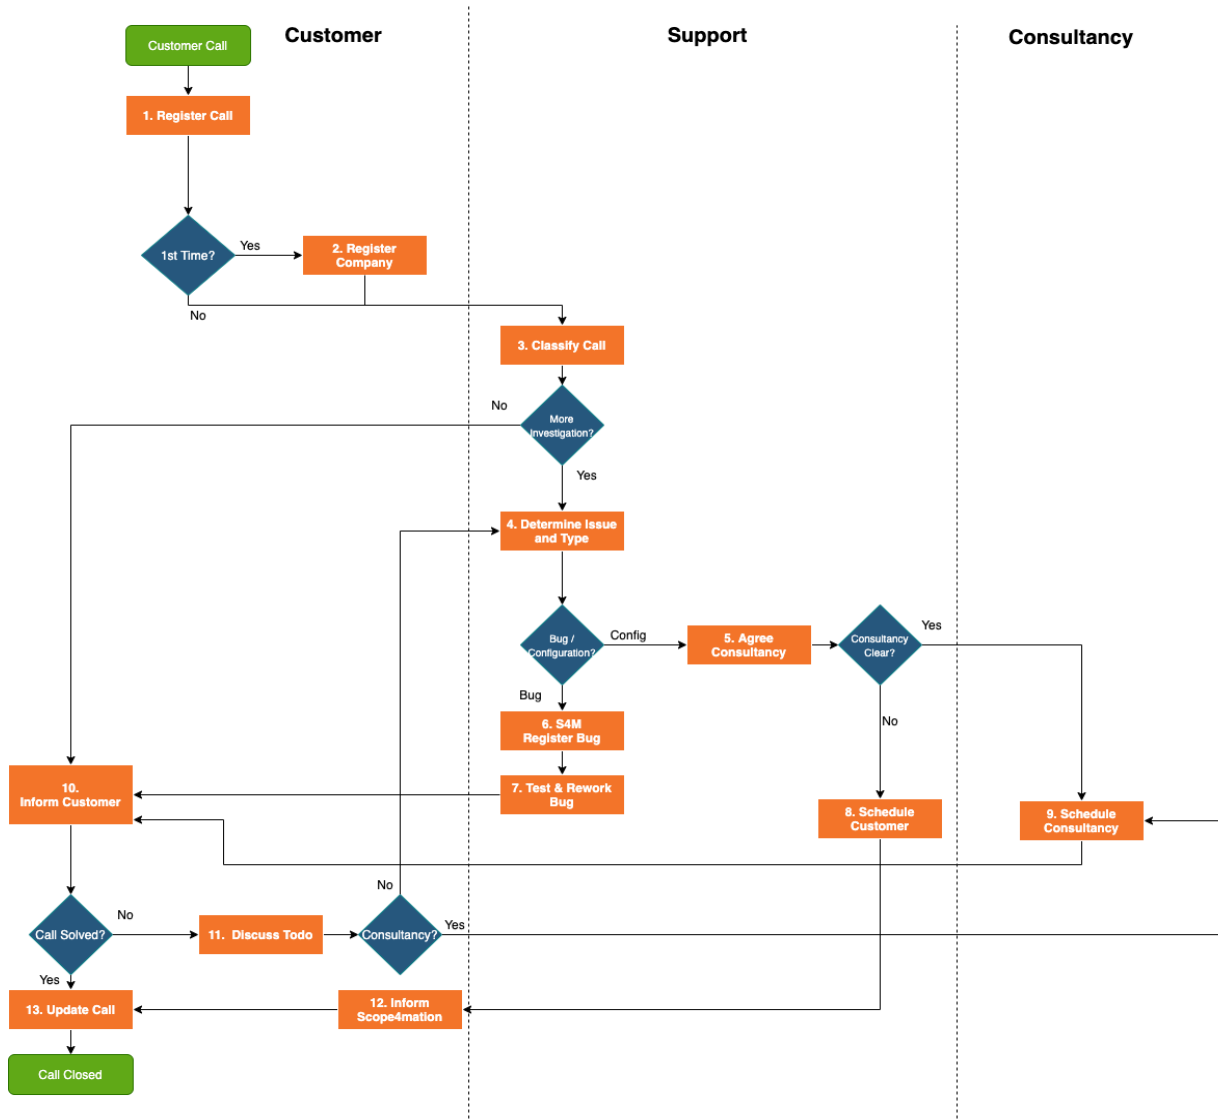 Customer
Support
Consultancy
Customer Call
1. Register Call
1st Time?
Yes
2. Register
Company
No
3. Classify Call
No
More
Investigation?
Yes
4. Determine Issue
and Type
Bug /
Configuration?
Config
5. Agree
Consultancy
Consultancy
Clear?
Yes
Bug
No
6. S4M
Register Bug
7. Test & Rework
Bug
10.
Inform Customer
8. Schedule
Customer
9. Schedule
Consultancy
Call Solved?
No
11. Discuss Todo
No
Consultancy?
Yes
Yes
13. Update Call
12. Inform
Scope4mation
Call Closed